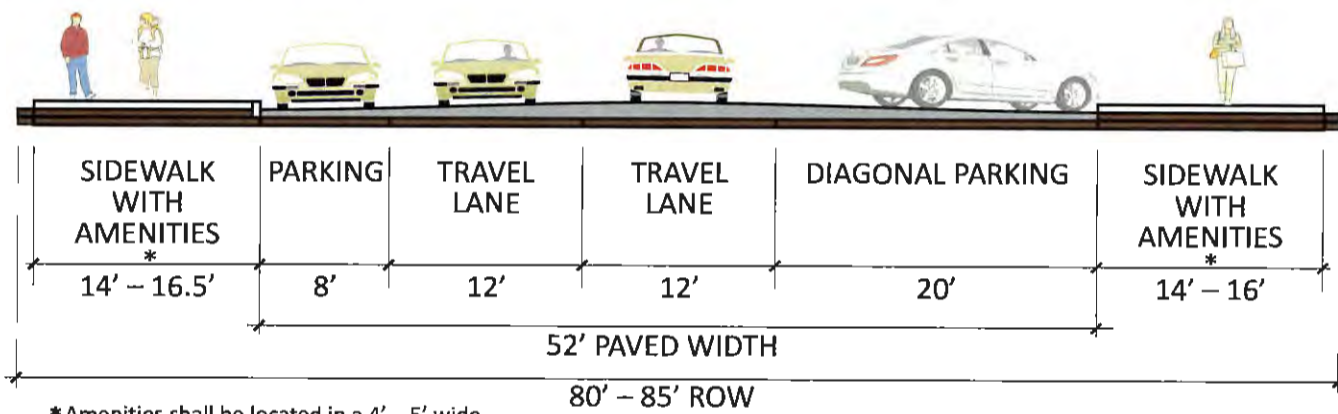 SIDEWALK
WITH
AMENITIES
*
14' – 16.5'
PARKING
8'
TRAVEL
LANE
12'
TRAVEL
LANE
12'
DIAGONAL PARKING
20'
SIDEWALK
WITH
AMENITIES
*
14' – 16'
52' PAVED WIDTH
80' – 85' ROW
*Amenities shall be located in a 4' – 5' wide